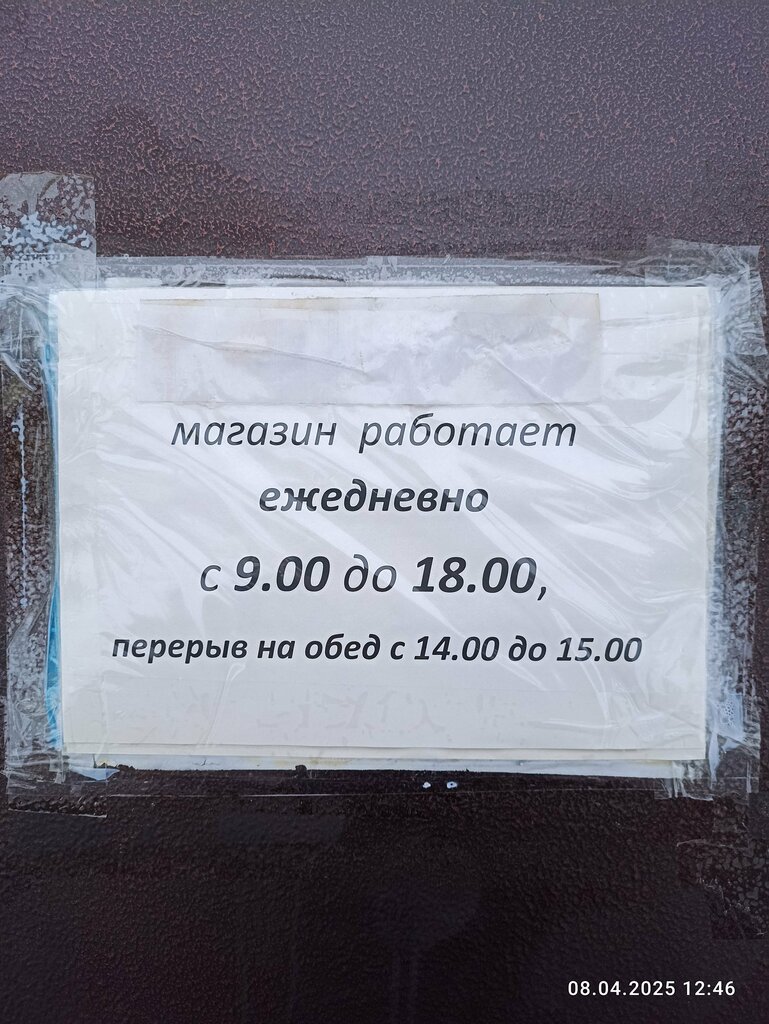 магазин работает
ежедневно
с 9.00 до 18.00,
перерыв на обед с 14.00 до 15.00
08.04.2025 12:46